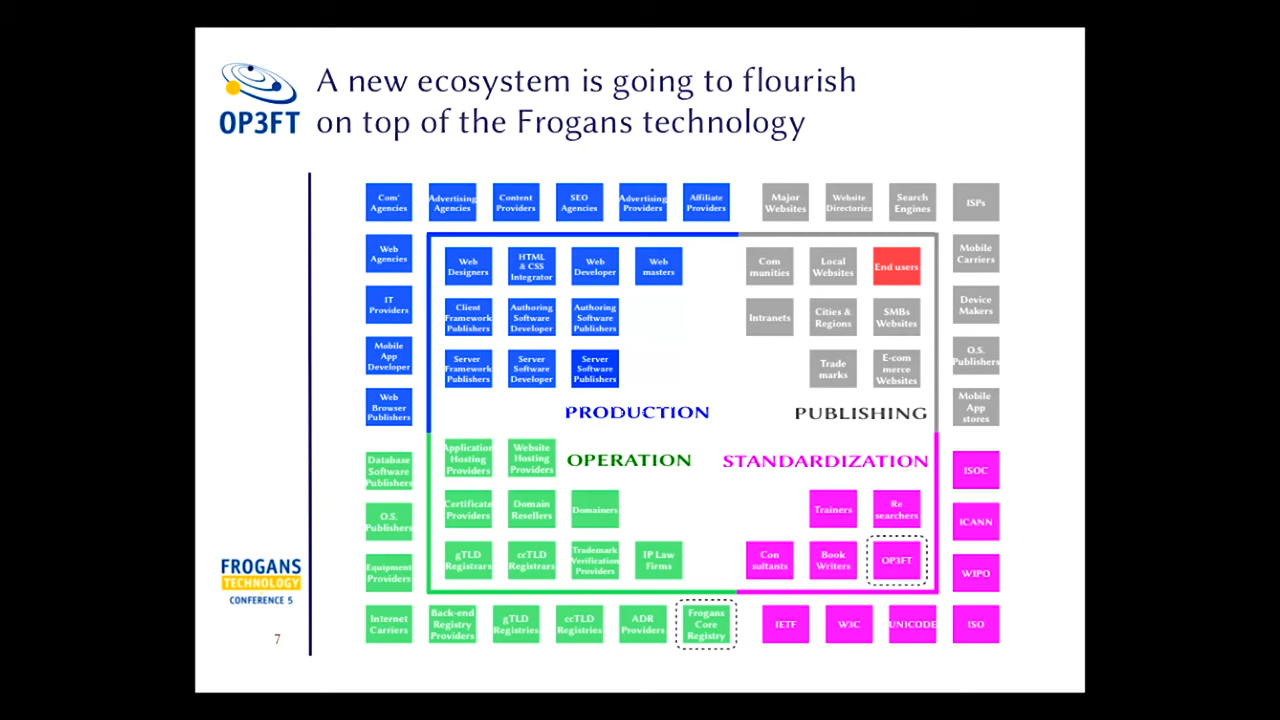 A new ecosystem is going to flourish
on top of the Frogans technology
OP3FT
Com'
Agencies
Advertising
Agencies
Content
Providers
SEO
Agencies
Advertising
Providers
Affiliate
Providers
Major
Websites
Website
Directories
Search
Engines
ISPs
Web
Agencies
Web
Designers
HTML
& CSS
Integrator
Web
Developer
Web
masters
Com
munities
Local
Websites
End users
Mobile
Carriers
IT
Providers
Client
Framework
Publishers
Authoring
Software
Developer
Authoring
Software
Publishers
Intranets
Cities &
Regions
SMBs
Websites
Device
Makers
Mobile
App
Developer
Server
Framework
Publishers
Server
Software
Developer
Server
Software
Publishers
Trade
marks
E-com
merce
Websites
O.S.
Publishers
Web
Browser
Publishers
PRODUCTION
PUBLISHING
Mobile
App
stores
Database
Software
Publishers
Application
Hosting
Providers
Website
Hosting
Providers
OPERATION
STANDARDIZATION
ISOC
O.S.
Publishers
Certificate
Providers
Domain
Resellers
Domainers
Trainers
Re
searchers
ICANN
Equipment
Providers
gTLD
Registrars
ccTLD
Registrars
Trademark
Verification
Providers
IP Law
Firms
Con
sultants
Book
Writers
OP3FT
WIPO
Internet
Carriers
Back-end
Registry
Providers
gTLD
Registries
ccTLD
Registries
ADR
Providers
Frogans
Core
Registry
IETF
W3C
UNICODE
ISO
FROGANS
TECHNOLOGY
CONFERENCE 5
7